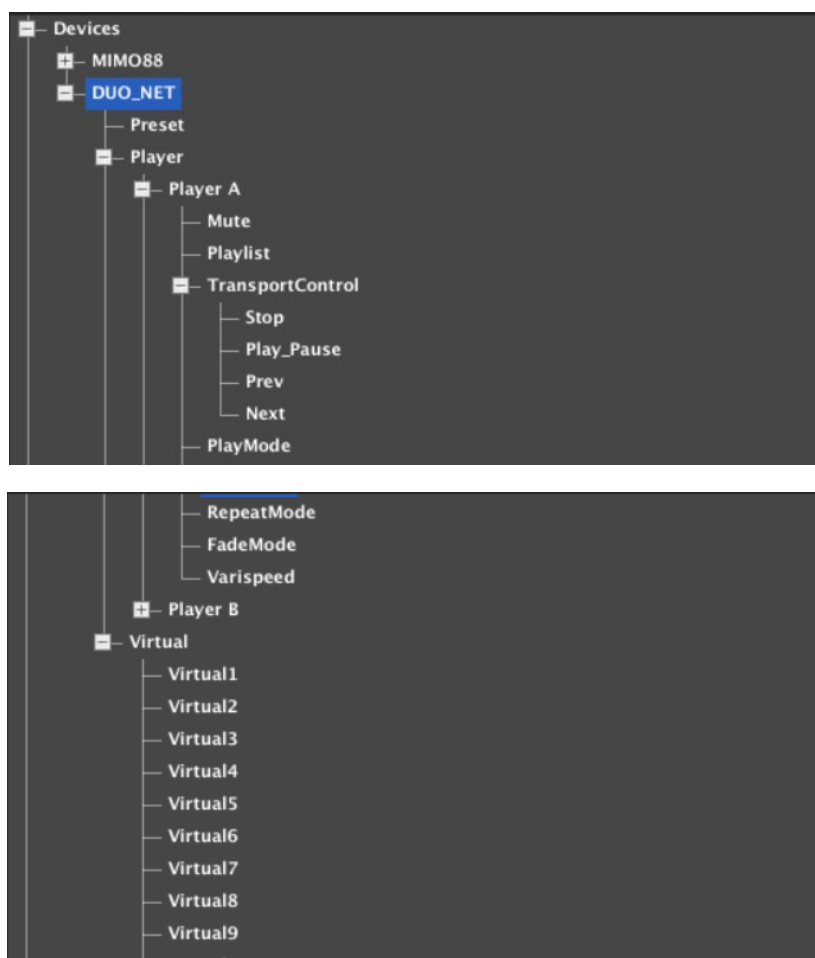 Devices
MIMO88
DUO_NET
Preset
Player
Player A
Mute
Playlist
TransportControl
Stop
Play_Pause
Prev
Next
PlayMode
RepeatMode
FadeMode
Varispeed
Player B
Virtual
Virtual1
Virtual2
Virtual3
Virtual4
Virtual5
Virtual6
Virtual7
Virtual8
Virtual9